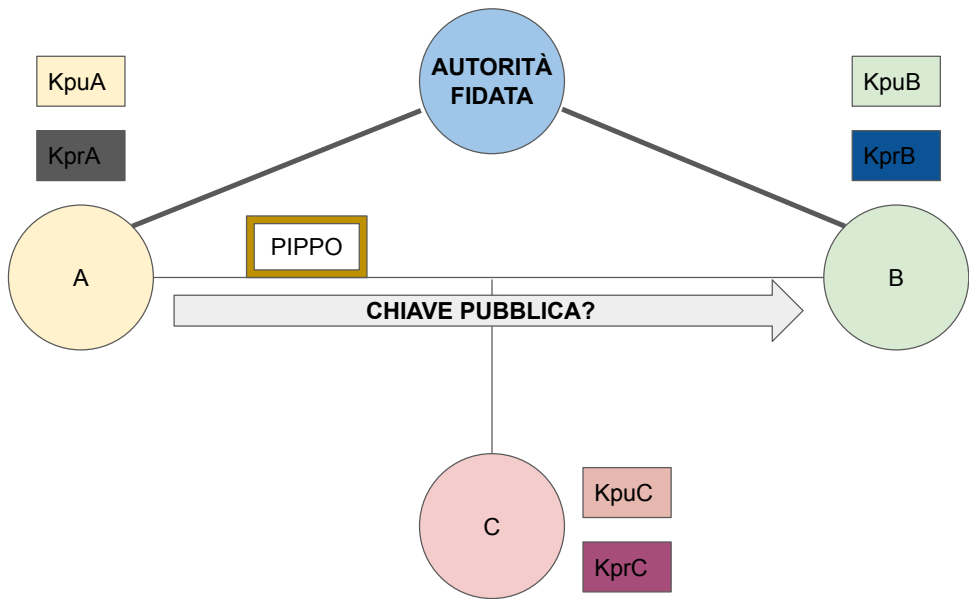 AUTORITÀ
FIDATA
KpuA
KpuB
KprA
KprB
PIPPO
A
B
CHIAVE PUBBLICA?
KpuC
C
KprC